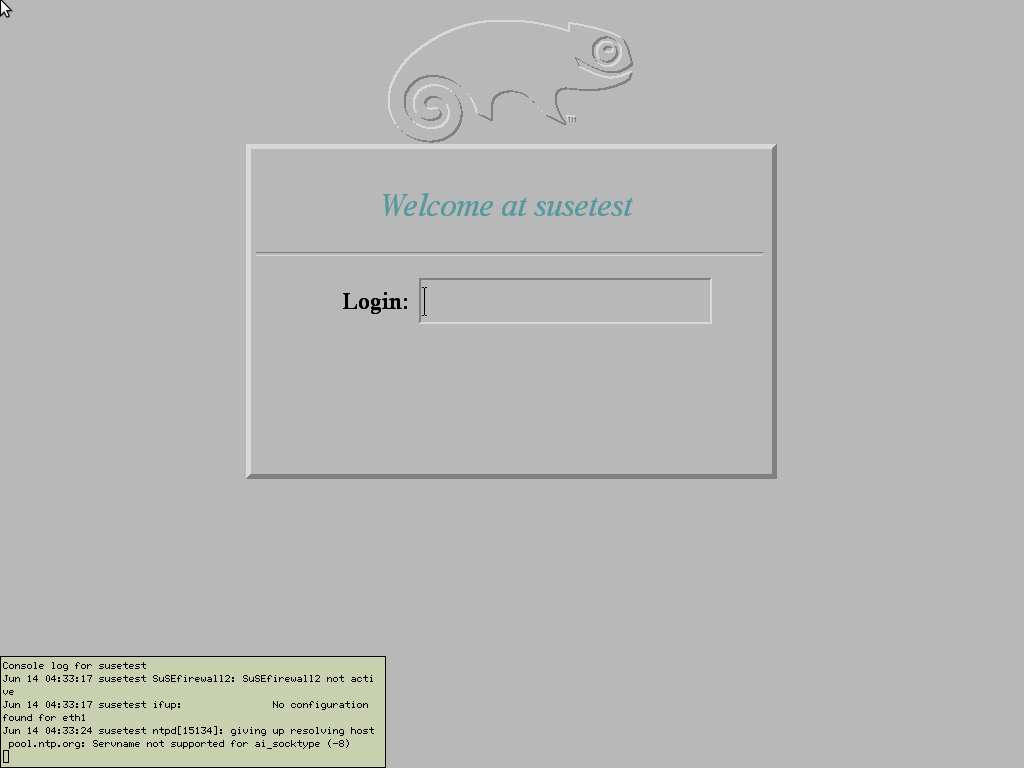 TM
Welcome at susetest
Login:
Console log for susetest
Jun 14 04:33:17 susetest SuSEfirewall2: SuSEfirewall2 not acti
ve
Jun 14 04:33:17 susetest ifup:               No configuration
found for eth1
Jun 14 04:33:24 susetest ntpd[15134]: giving up resolving host
 pool.ntp.org: Servname not supported for ai_socktype (-8)